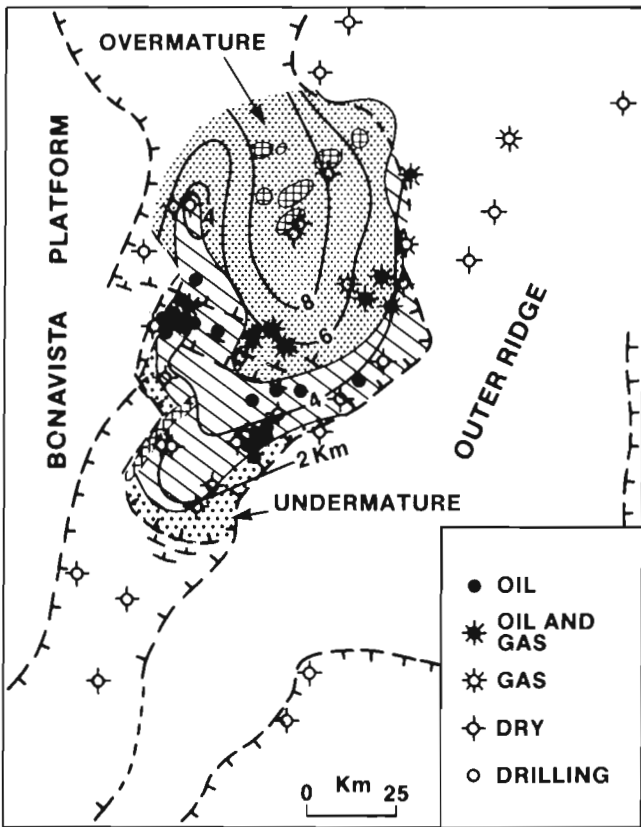 OVERMATURE
BONAVISTA PLATFORM
4
8
6
4
2 Km
OUTER RIDGE
UNDERMATURE
OIL
OIL AND
GAS
GAS
DRY
DRILLING
Km
0 25